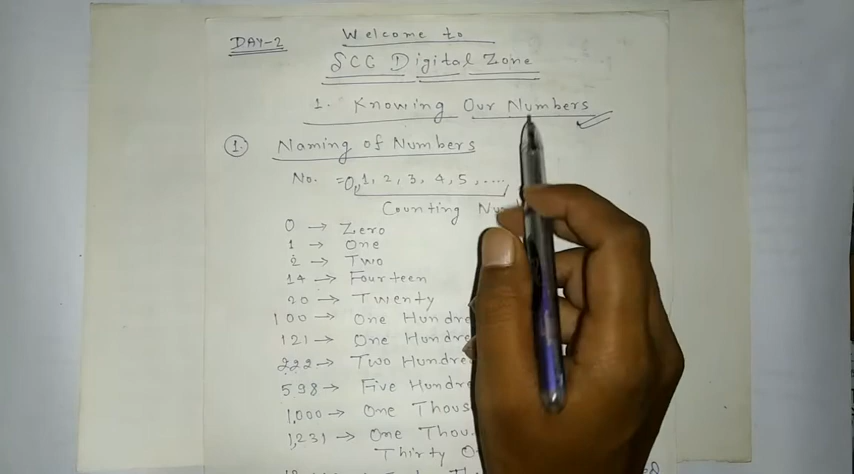 DAY-2
Welcome to
SCC Digital Zone
1. Knowing Our Numbers
1. Naming of Numbers
No. = 0, 1, 2, 3, 4, 5, ....,
Counting
0 → Zero
1 → One
2 → Two
14 → Fourteen
20 → Twenty
100 → One
121 → One
222 → Two
598 → Five
1,000 → One
1,231 → One
Thirty